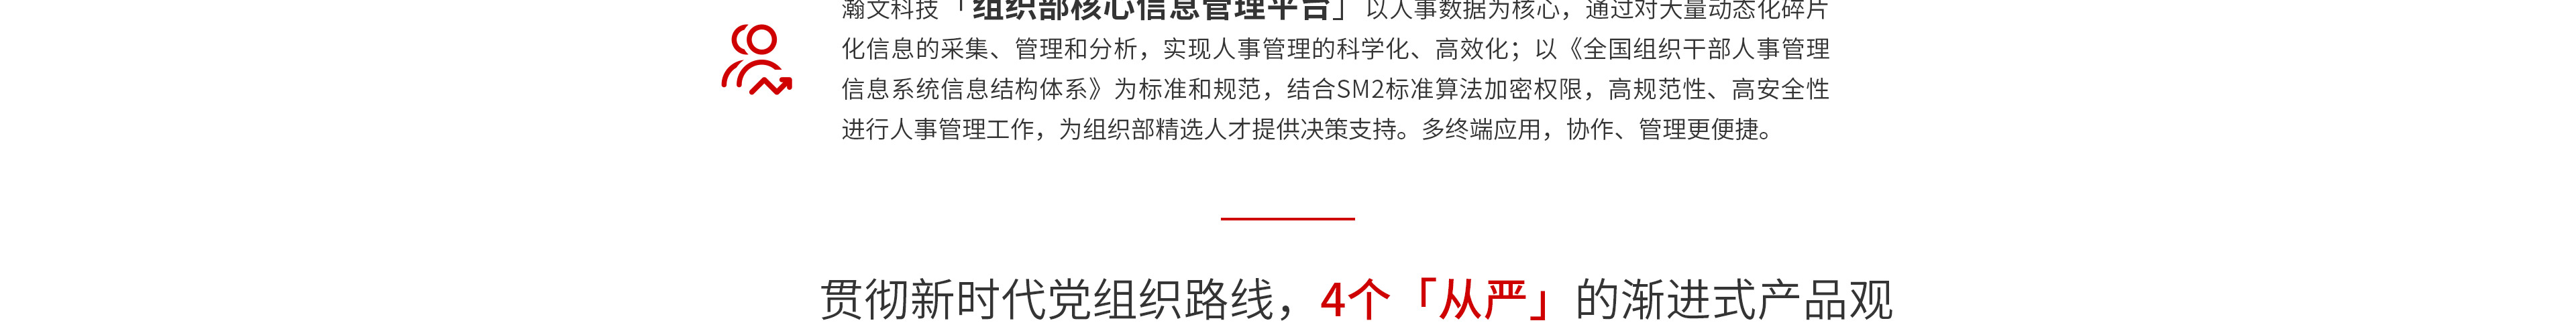 瀚文科技「组织部核心信息管理平台」以人事数据为核心，通过对大量动态化碎片
化信息的采集、管理和分析，实现人事管理的科学化、高效化；以《全国组织干部人事管理
信息系统信息结构体系》为标准和规范，结合SM2标准算法加密权限，高规范性、高安全性
进行人事管理工作，为组织部精选人才提供决策支持。多终端应用，协作、管理更便捷。
贯彻新时代党组织路线，4个「从严」的渐进式产品观